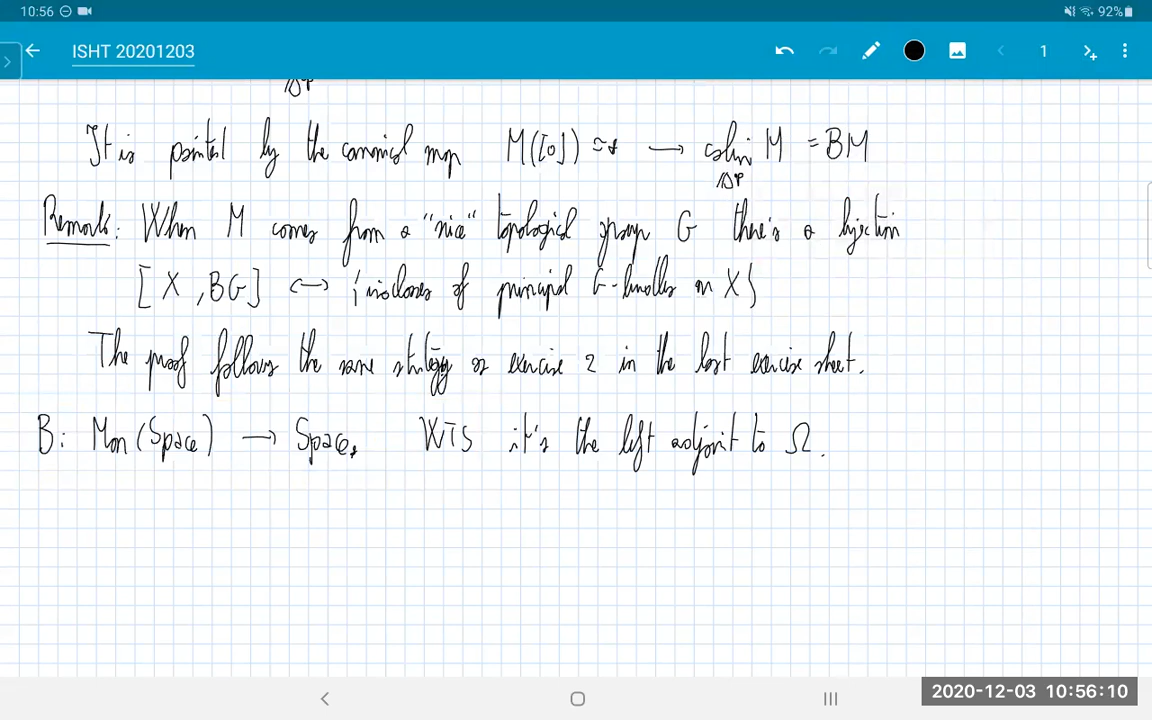 10:56
92%
ISHT 20201203
1
Δᵒᵖ
It is pointed by the canonical map M([0]) ≃ * → colim M = BM
Δᵒᵖ
Remark: When M comes from a "nice" topological group G there's a bijection
[X, BG] ↔ {isoclasses of principal G-bundles on X}
The proof follows the same strategy as exercise 2 in the last exercise sheet.
B: Mon(Space) → Space* WTS it's the left adjoint to Ω.
2020-12-03 10:56:10